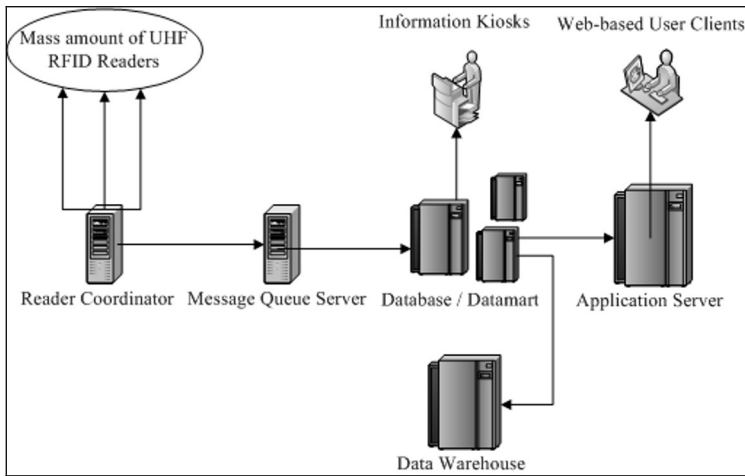 Mass amount of UHF
RFID Readers
Information Kiosks
Web-based User Clients
Reader Coordinator
Message Queue Server
Database / Datamart
Application Server
Data Warehouse